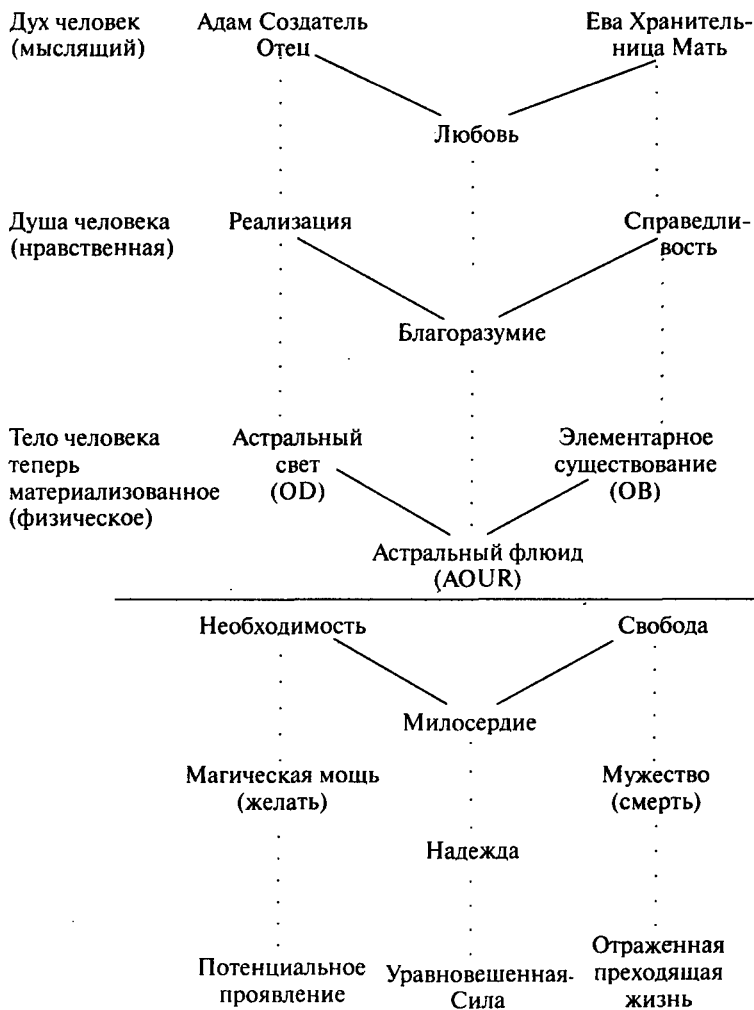 Дух человек Адам Создатель Ева Хранитель-
(мыслящий) Отец ница Мать
Любовь
Душа человека Реализация Справедли-
(нравственная) вость
Благоразумие
Тело человека Астральный Элементарное
теперь свет существование
материализованное (OD) (OB)
(физическое)
Астральный флюид
(AOUR)
Необходимость Свобода
Милосердие
Магическая мощь Мужество
(желать) (смерть)
Надежда
Потенциальное Уравновешенная- Отраженная
проявление Сила преходящая
жизнь